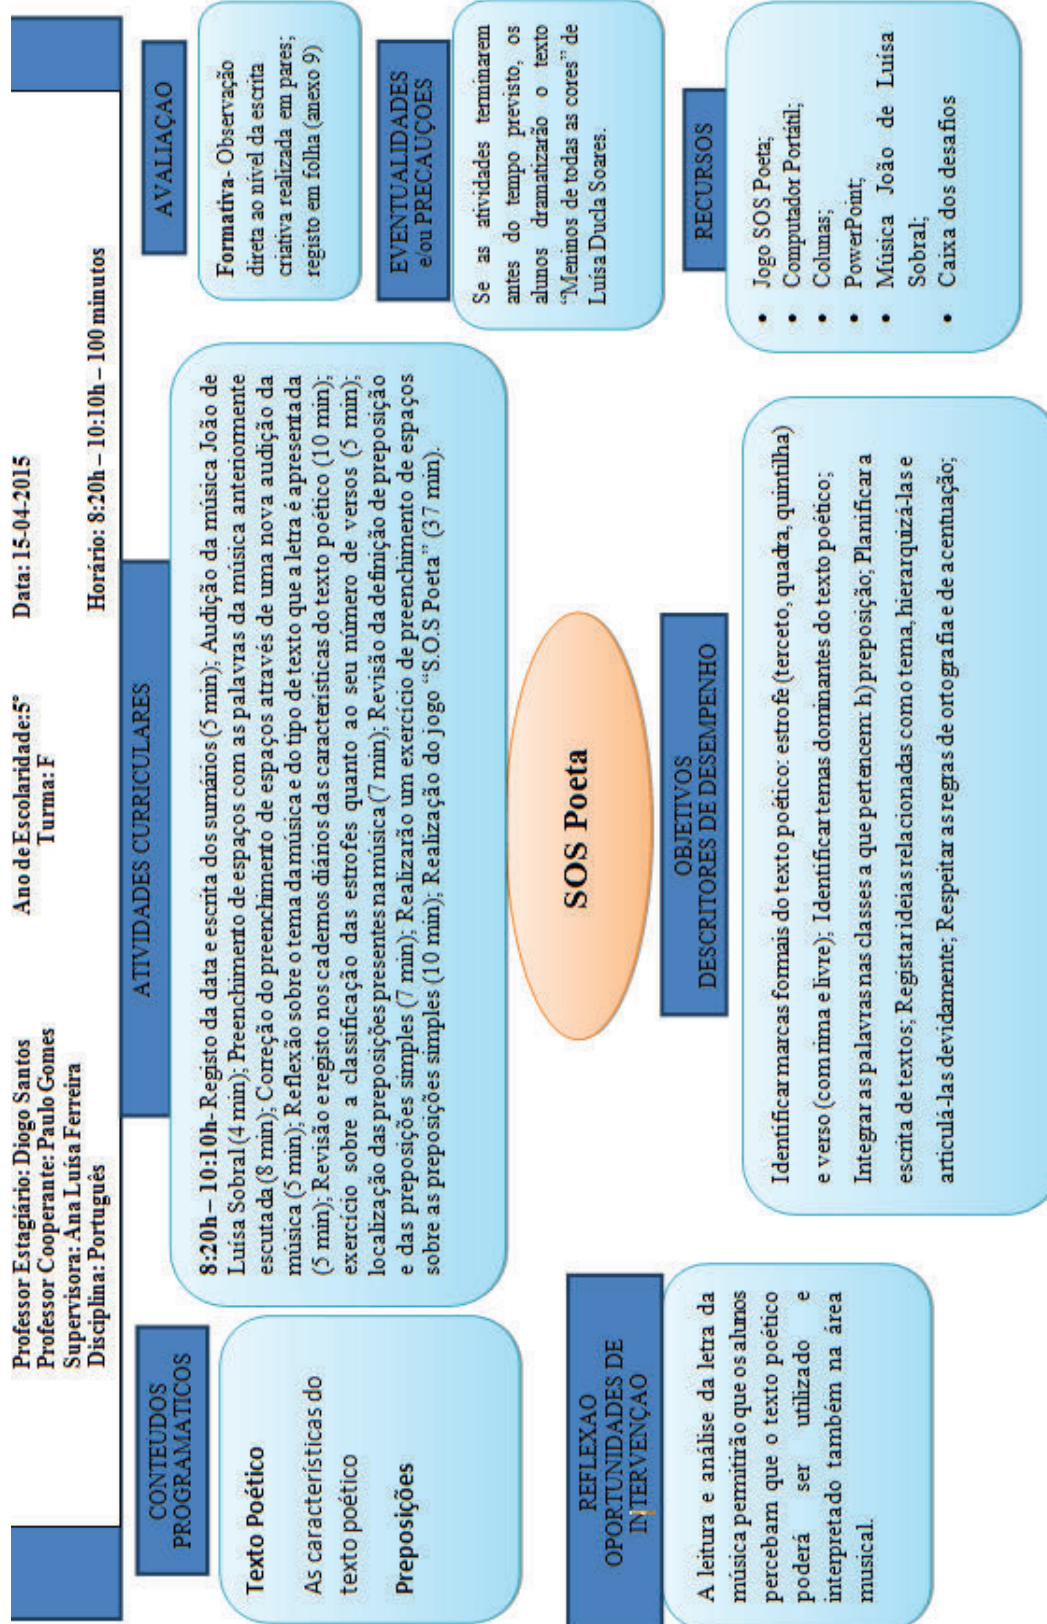 Professor Estagiário: Diogo Santos
Professor Cooperante: Paulo Gomes
Supervisora: Ana Luísa Ferreira
Disciplina: Português
Ano de Escolaridade:5º
Turma: F
Data: 15-04-2015
Horário: 8:20h – 10:10h – 100 minutos
CONTEUDOS
PROGRAMATICOS
Texto Poético
As características do
texto poético
Preposições
ATIVIDADES CURRICULARES
8:20h – 10:10h- Registo da data e escrita dos sumários (5 min); Audição da música João de
Luísa Sobral (4 min); Preenchimento de espaços com as palavras da música anteriormente
escutada (8 min); Correção do preenchimento de espaços através de uma nova audição da
música (5 min); Reflexão sobre o tema da música e do tipo de texto que a letra é apresentada
(5 min); Revisão e registo nos cadernos diários das características do texto poético (10 min);
exercício sobre a classificação das estrofes quanto ao seu número de versos (5 min);
localização das preposições presentes na música (7 min); Revisão da definição de preposição
e das preposições simples (7 min); Realizarão um exercício de preenchimento de espaços
sobre as preposições simples (10 min); Realização do jogo “S.O.S Poeta” (37 min).
AVALIAÇAO
Formativa- Observação
direta ao nível da escrita
criativa realizada em pares;
registo em folha (anexo 9)
EVENTUALIDADES
e/ou PRECAUÇOES
Se as atividades terminarem
antes do tempo previsto, os
alunos dramatizarão o texto
“Meninos de todas as cores” de
Luísa Ducla Soares.
SOS Poeta
REFLEXAO
OPORTUNIDADES DE
INTERVENÇAO
A leitura e análise da letra da
música permitirão que os alunos
percebam que o texto poético
poderá ser utilizado e
interpretado também na área
musical.
OBJETIVOS
DESCRITORES DE DESEMPENHO
Identificar marcas formais do texto poético: estrofe (terceto, quadra, quintilha)
e verso (com rima e livre); Identificar temas dominantes do texto poético;
Integrar as palavras nas classes a que pertencem: h) preposição; Planificar a
escrita de textos; Registar ideias relacionadas com o tema, hierarquizá-las e
articulá-las devidamente; Respeitar as regras de ortografia e de acentuação;
RECURSOS
• Jogo SOS Poeta;
• Computador Portátil;
• Colunas;
• PowerPoint;
• Música João de Luísa
Sobral;
• Caixa dos desafios